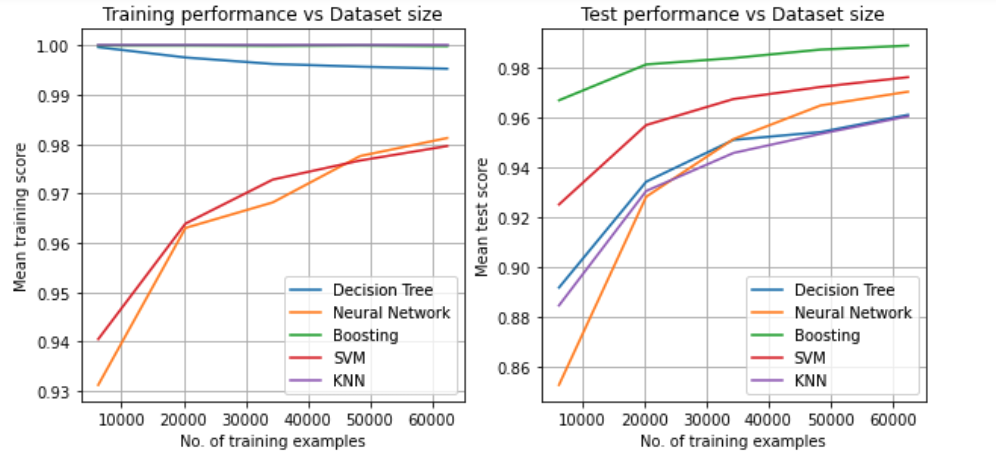 Training performance vs Dataset size
Mean training score
1.00
0.99
0.98
0.97
0.96
0.95
0.94
0.93
Decision Tree
Neural Network
Boosting
SVM
KNN
10000 20000 30000 40000 50000 60000
No. of training examples
Test performance vs Dataset size
Mean test score
0.98
0.96
0.94
0.92
0.90
0.88
0.86
Decision Tree
Neural Network
Boosting
SVM
KNN
10000 20000 30000 40000 50000 60000
No. of training examples